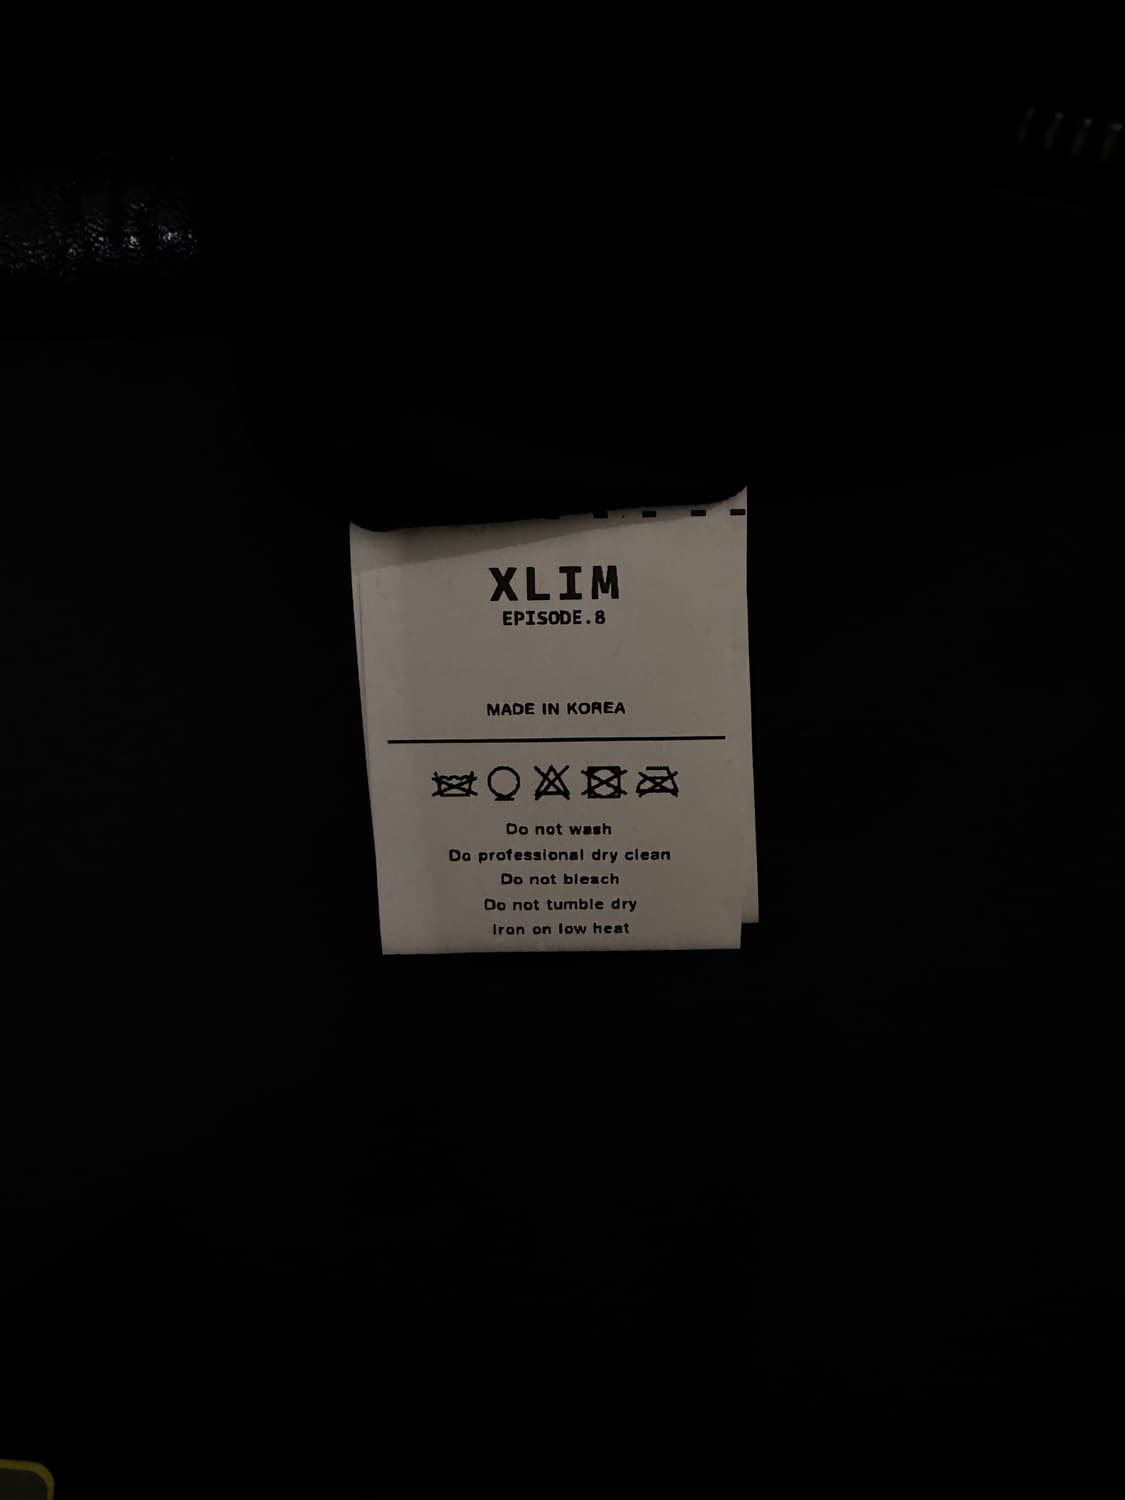 XLIM
EPISODE.8
MADE IN KOREA
Do not wash
Do professional dry clean
Do not bleach
Do not tumble dry
Iron on low heat